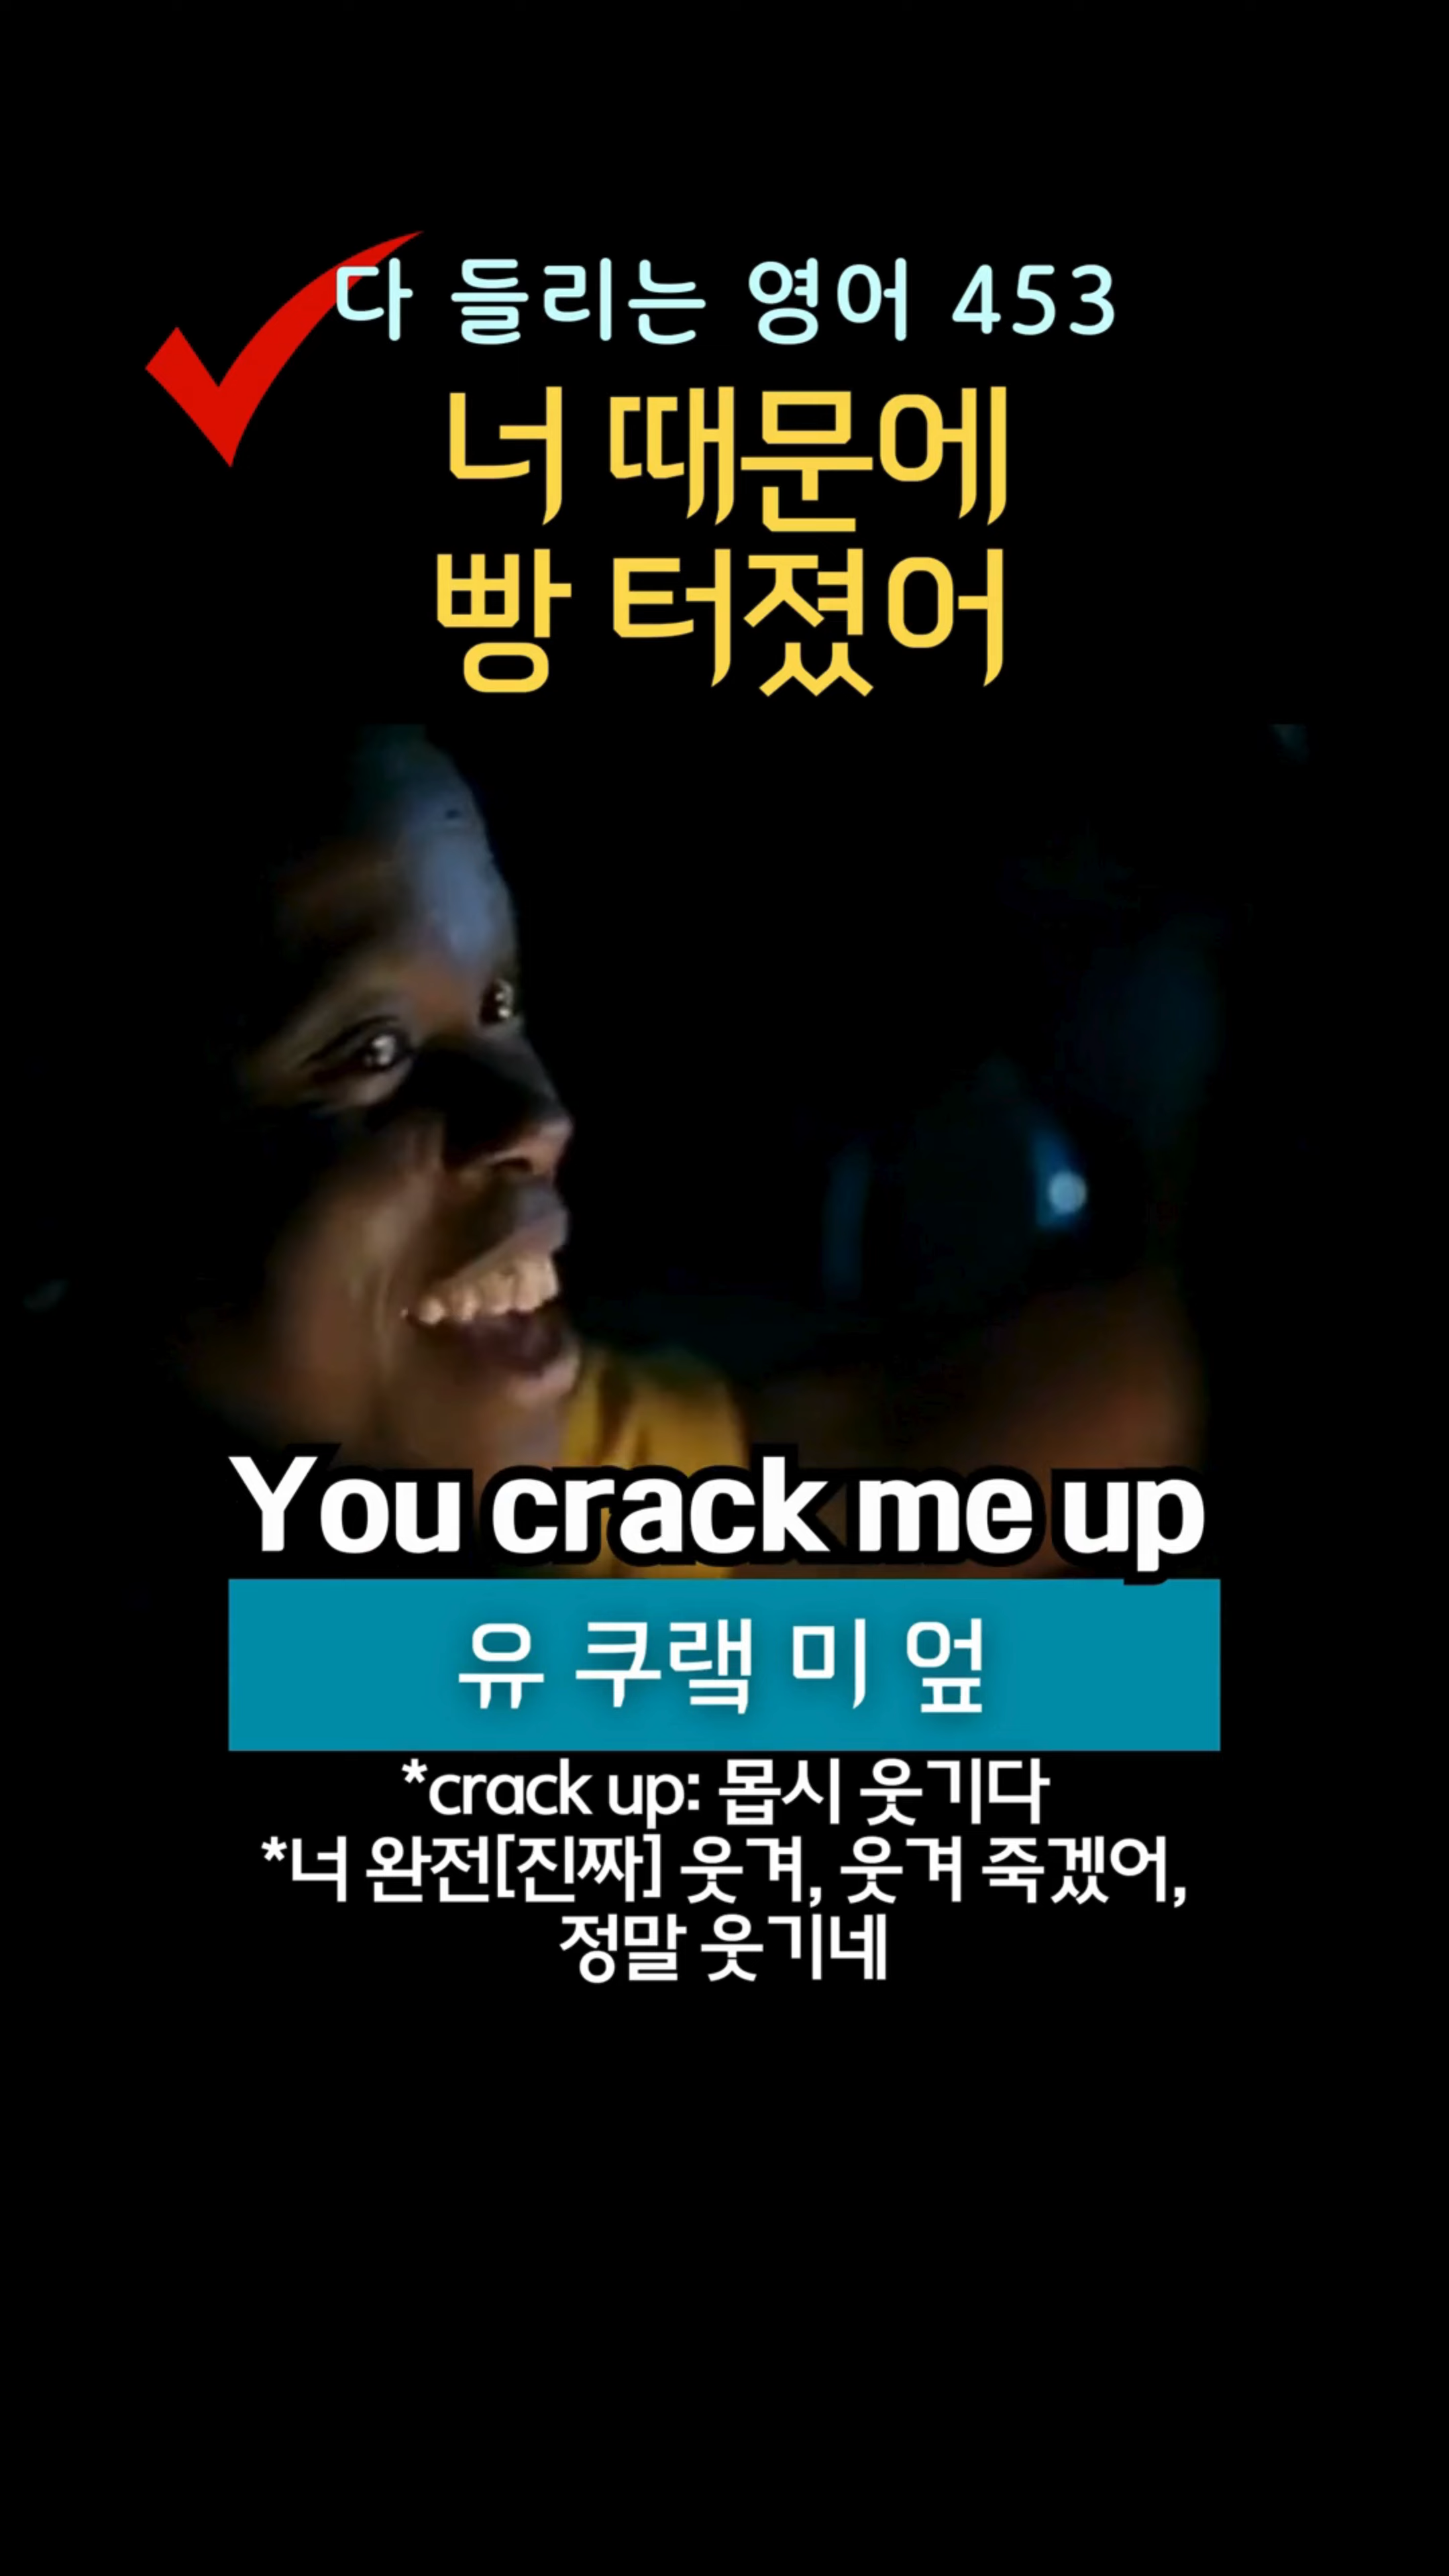 다 들리는 영어 453
너 때문에
빵 터졌어
You crack me up
유 쿠랰 미 엎
*crack up: 몹시 웃기다
*너 완전[진짜] 웃겨, 웃겨 죽겠어,
정말 웃기네